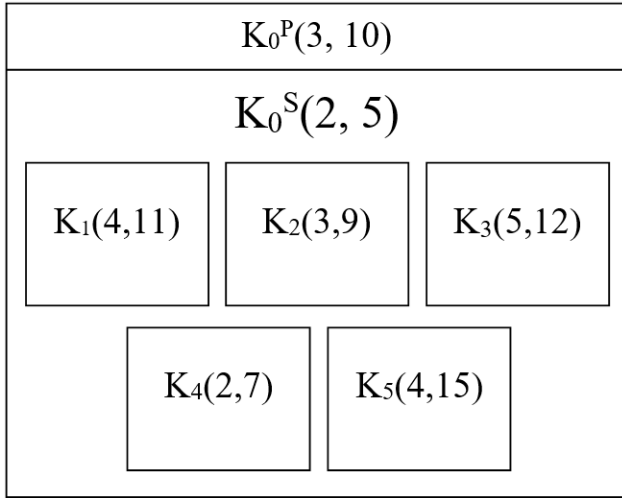 K₀ᴾ(3, 10)
K₀ˢ(2, 5)
K₁(4,11) K₂(3,9) K₃(5,12)
K₄(2,7) K₅(4,15)